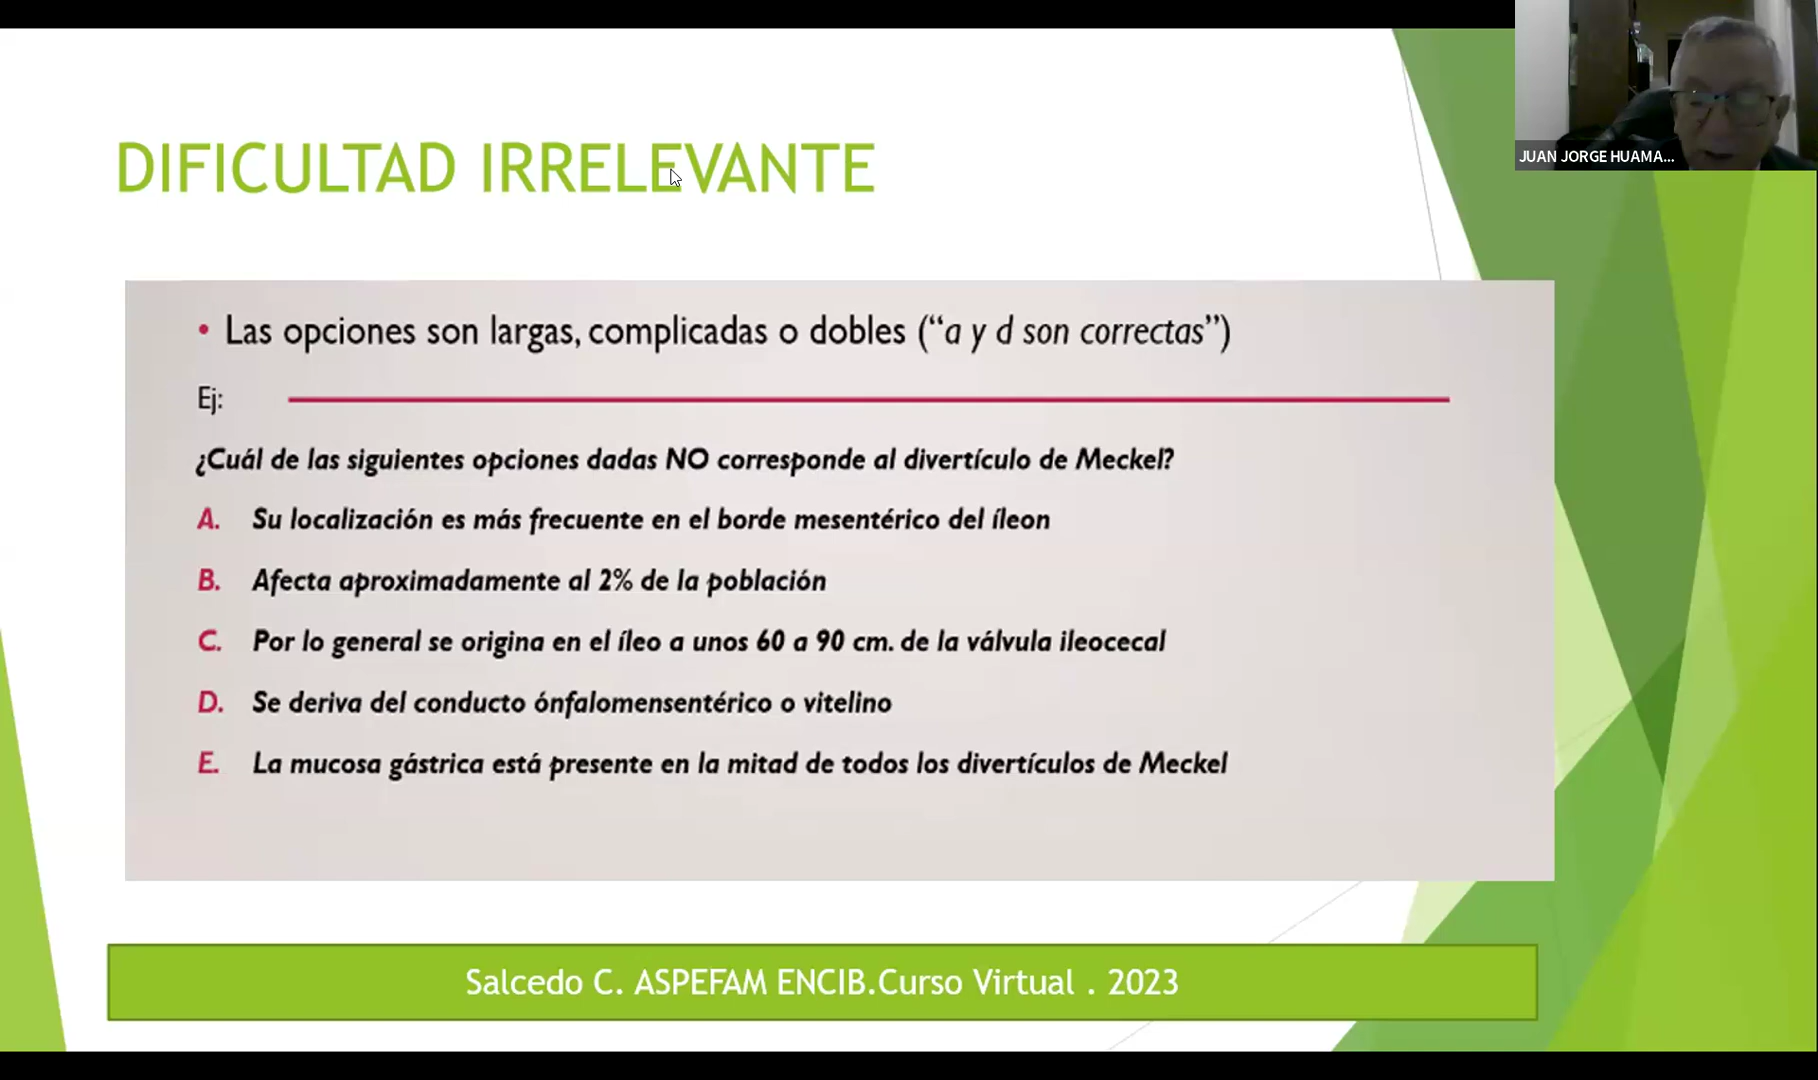 JUAN JORGE HUAMA...
DIFICULTAD IRRELEVANTE
• Las opciones son largas, complicadas o dobles (“a y d son correctas”)
Ej:
¿Cuál de las siguientes opciones dadas NO corresponde al divertículo de Meckel?
A. Su localización es más frecuente en el borde mesentérico del íleon
B. Afecta aproximadamente al 2% de la población
C. Por lo general se origina en el íleo a unos 60 a 90 cm. de la válvula ileocecal
D. Se deriva del conducto ónfalomensentérico o vitelino
E. La mucosa gástrica está presente en la mitad de todos los divertículos de Meckel
Salcedo C. ASPEFAM ENCIB.Curso Virtual . 2023